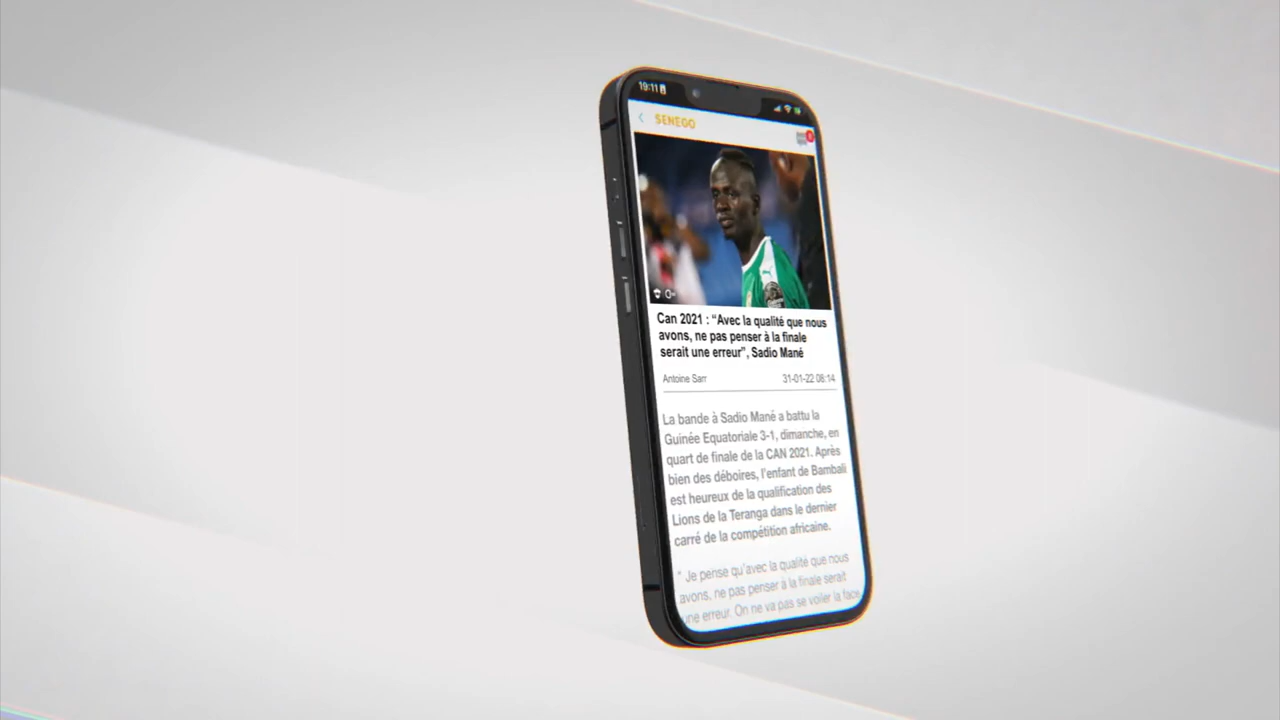 19:11
SENEGO
Can 2021 : “Avec la qualité que nous
avons, ne pas penser à la finale
serait une erreur”, Sadio Mané
Antoine Sarr 31-01-22 08:14
La bande à Sadio Mané a battu la
Guinée Equatoriale 3-1, dimanche, en
quart de finale de la CAN 2021. Après
bien des déboires, l’enfant de Bambali
est heureux de la qualification des
Lions de la Teranga dans le dernier
carré de la compétition africaine.
“ Je pense qu’avec la qualité que nous
avons, ne pas penser à la finale serait
une erreur. On ne va pas se voiler la face